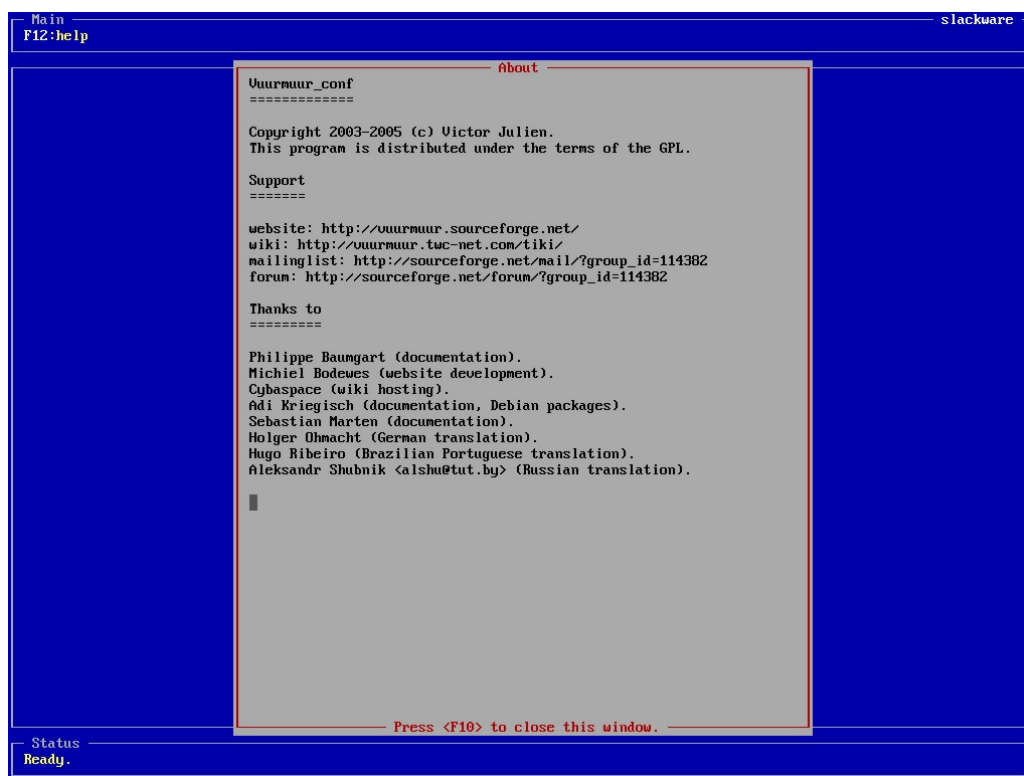 Main
slackware
F12:help
About
Vuurmuur_conf
=============
Copyright 2003-2005 (c) Victor Julien.
This program is distributed under the terms of the GPL.
Support
=======
website: http://vuurmuur.sourceforge.net/
wiki: http://vuurmuur.twc-net.com/tiki/
mailinglist: http://sourceforge.net/mail/?group_id=114382
forum: http://sourceforge.net/forum/?group_id=114382
Thanks to
=========
Philippe Baumgart (documentation).
Michiel Bodewes (website development).
Cybaspace (wiki hosting).
Adi Kriegisch (documentation, Debian packages).
Sebastian Marten (documentation).
Holger Ohmacht (German translation).
Hugo Ribeiro (Brazilian Portuguese translation).
Aleksandr Shubnik <alshu@tut.by> (Russian translation).
Press <F10> to close this window.
Status
Ready.